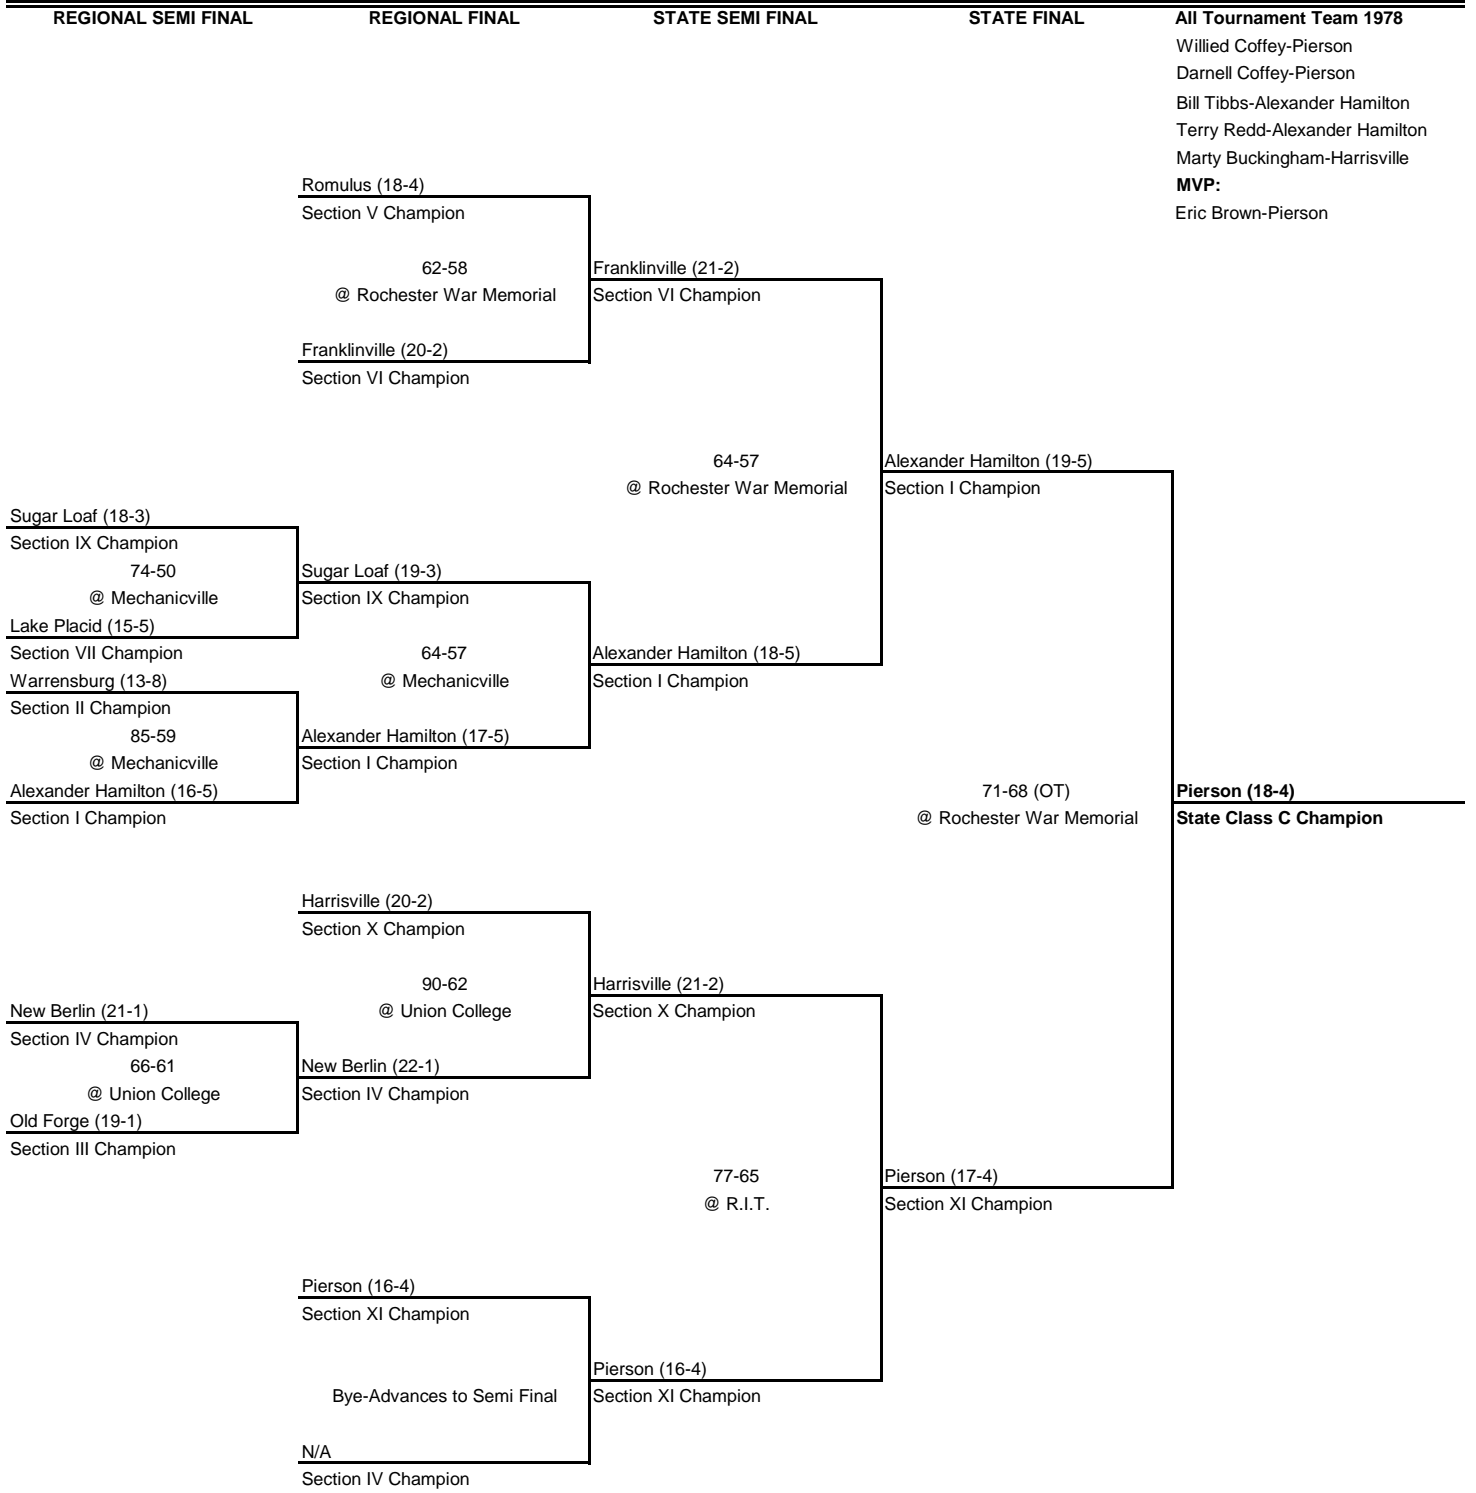 REGIONAL SEMI FINAL
REGIONAL FINAL
STATE SEMI FINAL
STATE FINAL
All Tournament Team 1978
Willied Coffey-Pierson
Darnell Coffey-Pierson
Bill Tibbs-Alexander Hamilton
Terry Redd-Alexander Hamilton
Marty Buckingham-Harrisville
MVP:
Eric Brown-Pierson
Romulus (18-4)
Section V Champion
62-58
@ Rochester War Memorial
Franklinville (20-2)
Section VI Champion
Franklinville (21-2)
Section VI Champion
64-57
@ Rochester War Memorial
Alexander Hamilton (19-5)
Section I Champion
Sugar Loaf (18-3)
Section IX Champion
74-50
@ Mechanicville
Lake Placid (15-5)
Section VII Champion
Warrensburg (13-8)
Section II Champion
85-59
@ Mechanicville
Alexander Hamilton (16-5)
Section I Champion
Sugar Loaf (19-3)
Section IX Champion
64-57
@ Mechanicville
Alexander Hamilton (17-5)
Section I Champion
Alexander Hamilton (18-5)
Section I Champion
71-68 (OT)
@ Rochester War Memorial
Pierson (18-4)
State Class C Champion
Harrisville (20-2)
Section X Champion
90-62
@ Union College
Harrisville (21-2)
Section X Champion
New Berlin (21-1)
Section IV Champion
66-61
@ Union College
Old Forge (19-1)
Section III Champion
New Berlin (22-1)
Section IV Champion
77-65
@ R.I.T.
Pierson (17-4)
Section XI Champion
Pierson (16-4)
Section XI Champion
Bye-Advances to Semi Final
Pierson (16-4)
Section XI Champion
N/A
Section IV Champion